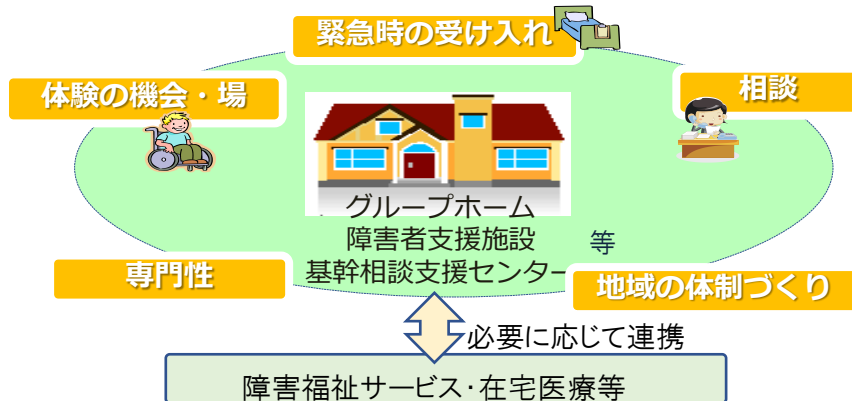 緊急時の受け入れ
体験の機会・場
相談
グループホーム
障害者支援施設 等
基幹相談支援センター
専門性
地域の体制づくり
必要に応じて連携
障害福祉サービス・在宅医療等